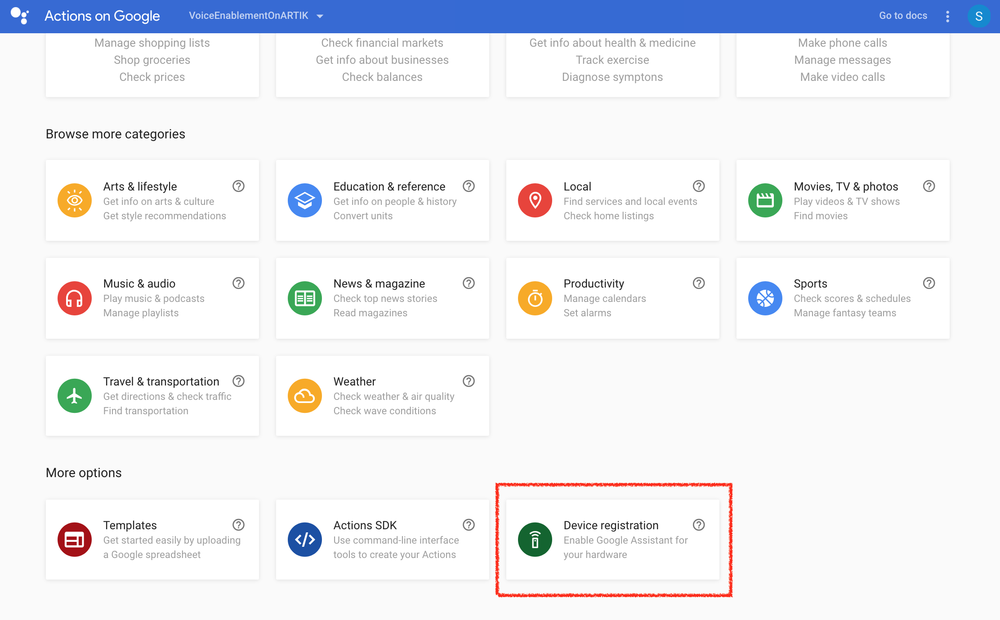 Actions on Google
VoiceEnablementOnARTIK
Go to docs
S
Manage shopping lists
Shop groceries
Check prices
Check financial markets
Get info about businesses
Check balances
Get info about health & medicine
Track exercise
Diagnose symptons
Make phone calls
Manage messages
Make video calls
Browse more categories
Arts & lifestyle
Get info on arts & culture
Get style recommendations
Education & reference
Get info on people & history
Convert units
Local
Find services and local events
Check home listings
Movies, TV & photos
Play videos & TV shows
Find movies
Music & audio
Play music & podcasts
Manage playlists
News & magazine
Check top news stories
Read magazines
Productivity
Manage calendars
Set alarms
Sports
Check scores & schedules
Manage fantasy teams
Travel & transportation
Get directions & check traffic
Find transportation
Weather
Check weather & air quality
Check wave conditions
More options
Templates
Get started easily by uploading
a Google spreadsheet
Actions SDK
Use command-line interface
tools to create your Actions
Device registration
Enable Google Assistant for
your hardware